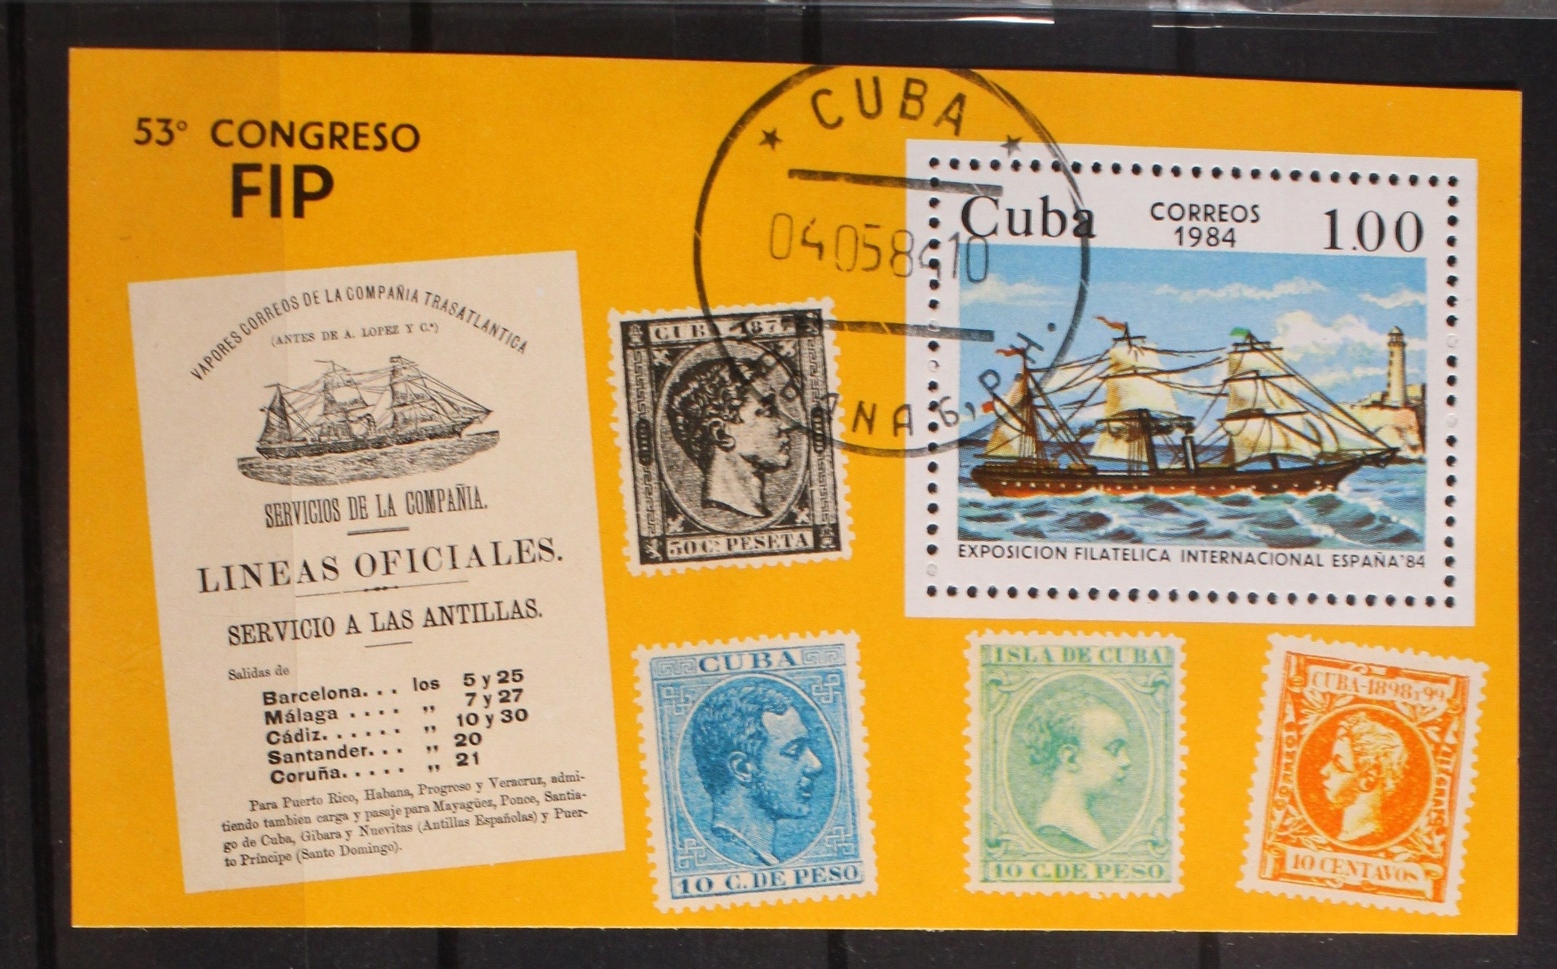 53° CONGRESO
FIP
VAPORES CORREOS DE LA COMPAÑIA TRASATLANTICA
(ANTES DE A. LOPEZ Y C.ª)
SERVICIOS DE LA COMPAÑIA.
LINEAS OFICIALES.
SERVICIO A LAS ANTILLAS.
Salidas de
Barcelona. . . los 5 y 25
Málaga . . . . „ 7 y 27
Cádiz. . . . . . „ 10 y 30
Santander. . . „ 20
Coruña. . . . . „ 21
Para Puerto Rico, Habana, Progroso y Veracruz, admi-
tiendo tambien carga y pasaje para Mayagüez, Ponce, Santia-
go de Cuba, Gibara y Nuevitas (Antillas Españolas) y Puer-
to Príncipe (Santo Domingo).
CUBA
040584 10
Cuba CORREOS 1.00
1984
EXPOSICION FILATELICA INTERNACIONAL ESPAÑA'84
CUBA 1877
50 Cs PESETA
CUBA
10 C. DE PESO
ISLA DE CUBA
10 C. DE PESO
CUBA-1898 y 99
10 CENTAVOS